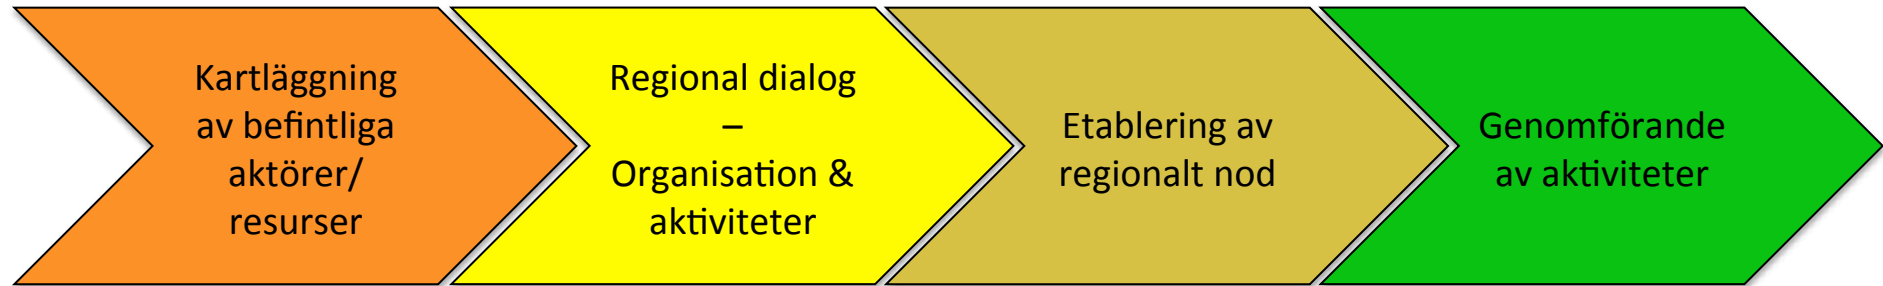 Kartläggning
av befintliga
aktörer/
resurser
Regional dialog
–
Organisation &
aktiviteter
Etablering av
regionalt nod
Genomförande
av aktiviteter